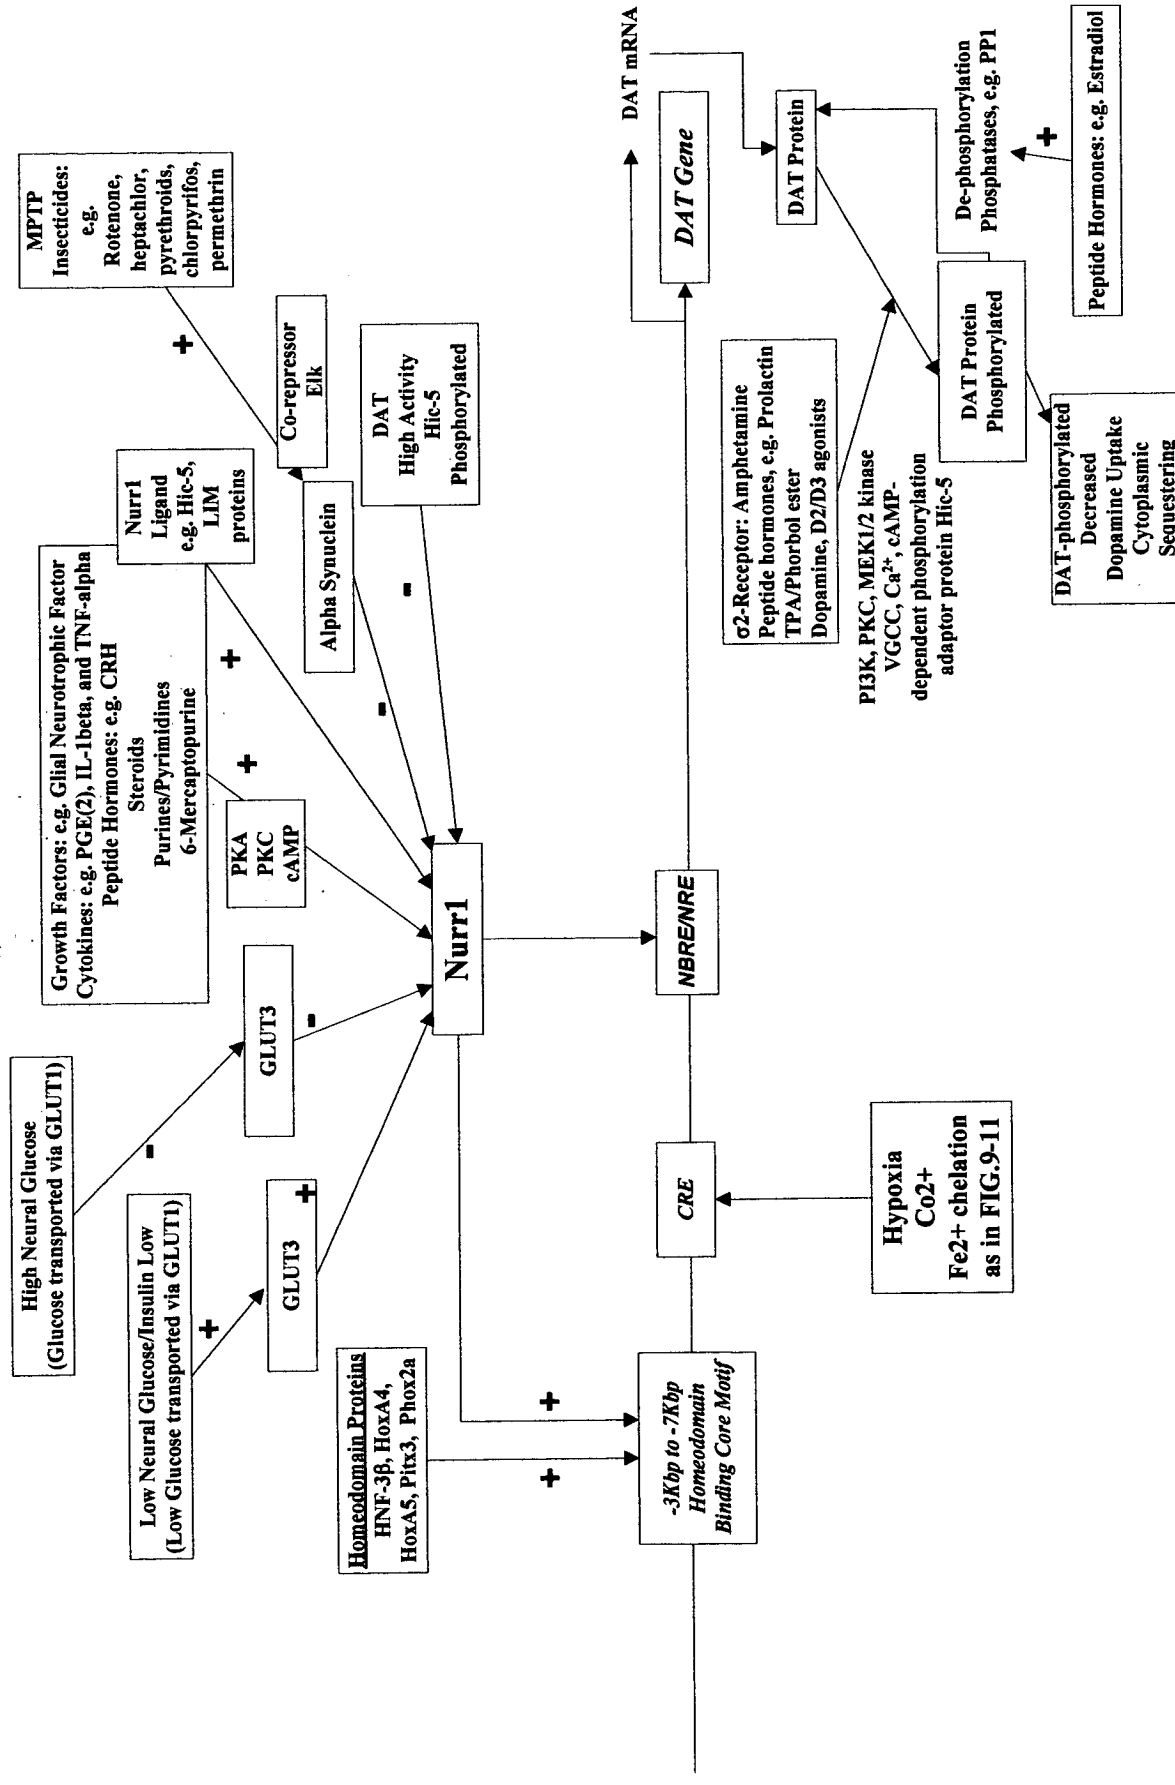 High Neural Glucose
(Glucose transported via GLUT1)
-
Low Neural Glucose/Insulin Low
(Low Glucose transported via GLUT1)
+
GLUT3
+
GLUT3
-
Homeodomain Proteins
HNF-3β, HoxA4,
HoxA5, Pitx3, Phox2a
+
+
Growth Factors: e.g. Glial Neurotrophic Factor
Cytokines: e.g. PGE(2), IL-1beta, and TNF-alpha
Peptide Hormones: e.g. CRH
Steroids
Purines/Pyrimidines
6-Mercaptopurine
+
PKA
PKC
cAMP
Nurr1
Ligand
e.g. Hic-5,
LIM
proteins
+
MPTP
Insecticides:
e.g.
Rotenone,
heptachlor,
pyrethroids,
chlorpyrifos,
permethrin
+
Co-repressor
Elk
Alpha Synuclein
-
DAT
High Activity
Hic-5
Phosphorylated
-
Nurr1
-3Kbp to -7Kbp
Homeodomain
Binding Core Motif
CRE
NBRE/NRE
DAT Gene
DAT mRNA
Hypoxia
Co2+
Fe2+ chelation
as in FIG.9-11
σ2-Receptor: Amphetamine
Peptide hormones, e.g. Prolactin
TPA/Phorbol ester
Dopamine, D2/D3 agonists
PI3K, PKC, MEK1/2 kinase
VGCC, Ca²⁺, cAMP-
dependent phosphorylation
adaptor protein Hic-5
DAT Protein
DAT Protein
Phosphorylated
De-phosphorylation
Phosphatases, e.g. PP1
+
Peptide Hormones: e.g. Estradiol
DAT-phosphorylated
Decreased
Dopamine Uptake
Cytoplasmic
Sequestering